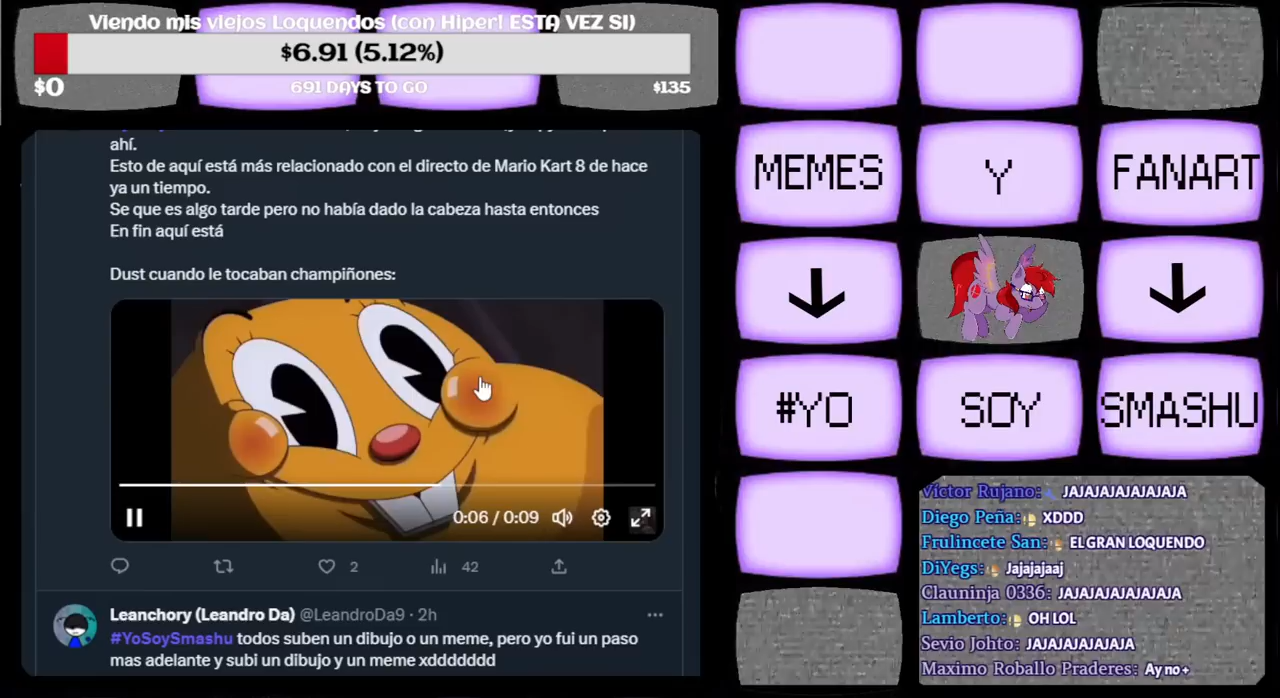 Viendo mis viejos Loquendos (con Hiper! ESTA VEZ SI)
$6.91 (5.12%)
$0
691 DAYS TO GO
$135
ahí.
Esto de aquí está más relacionado con el directo de Mario Kart 8 de hace
ya un tiempo.
Se que es algo tarde pero no había dado la cabeza hasta entonces
En fin aquí está
Dust cuando le tocaban champiñones:
0:06 / 0:09
2
42
Leanchory (Leandro Da) @LeandroDa9 · 2h
#YoSoySmashu todos suben un dibujo o un meme, pero yo fui un paso
mas adelante y subi un dibujo y un meme xddddddd
MEMES Y FANART
#YO SOY SMASHU
Víctor Rujano: JAJAJAJAJAJAJAJA
Diego Peña: XDDD
Frulincete San: EL GRAN LOQUENDO
DiYegs: Jajajajaaj
Clauninja 0336: JAJAJAJAJAJAJAJA
Lamberto: OH LOL
Sevio Johto: JAJAJAJAJAJAJA
Maximo Roballo Praderes: Ay no +